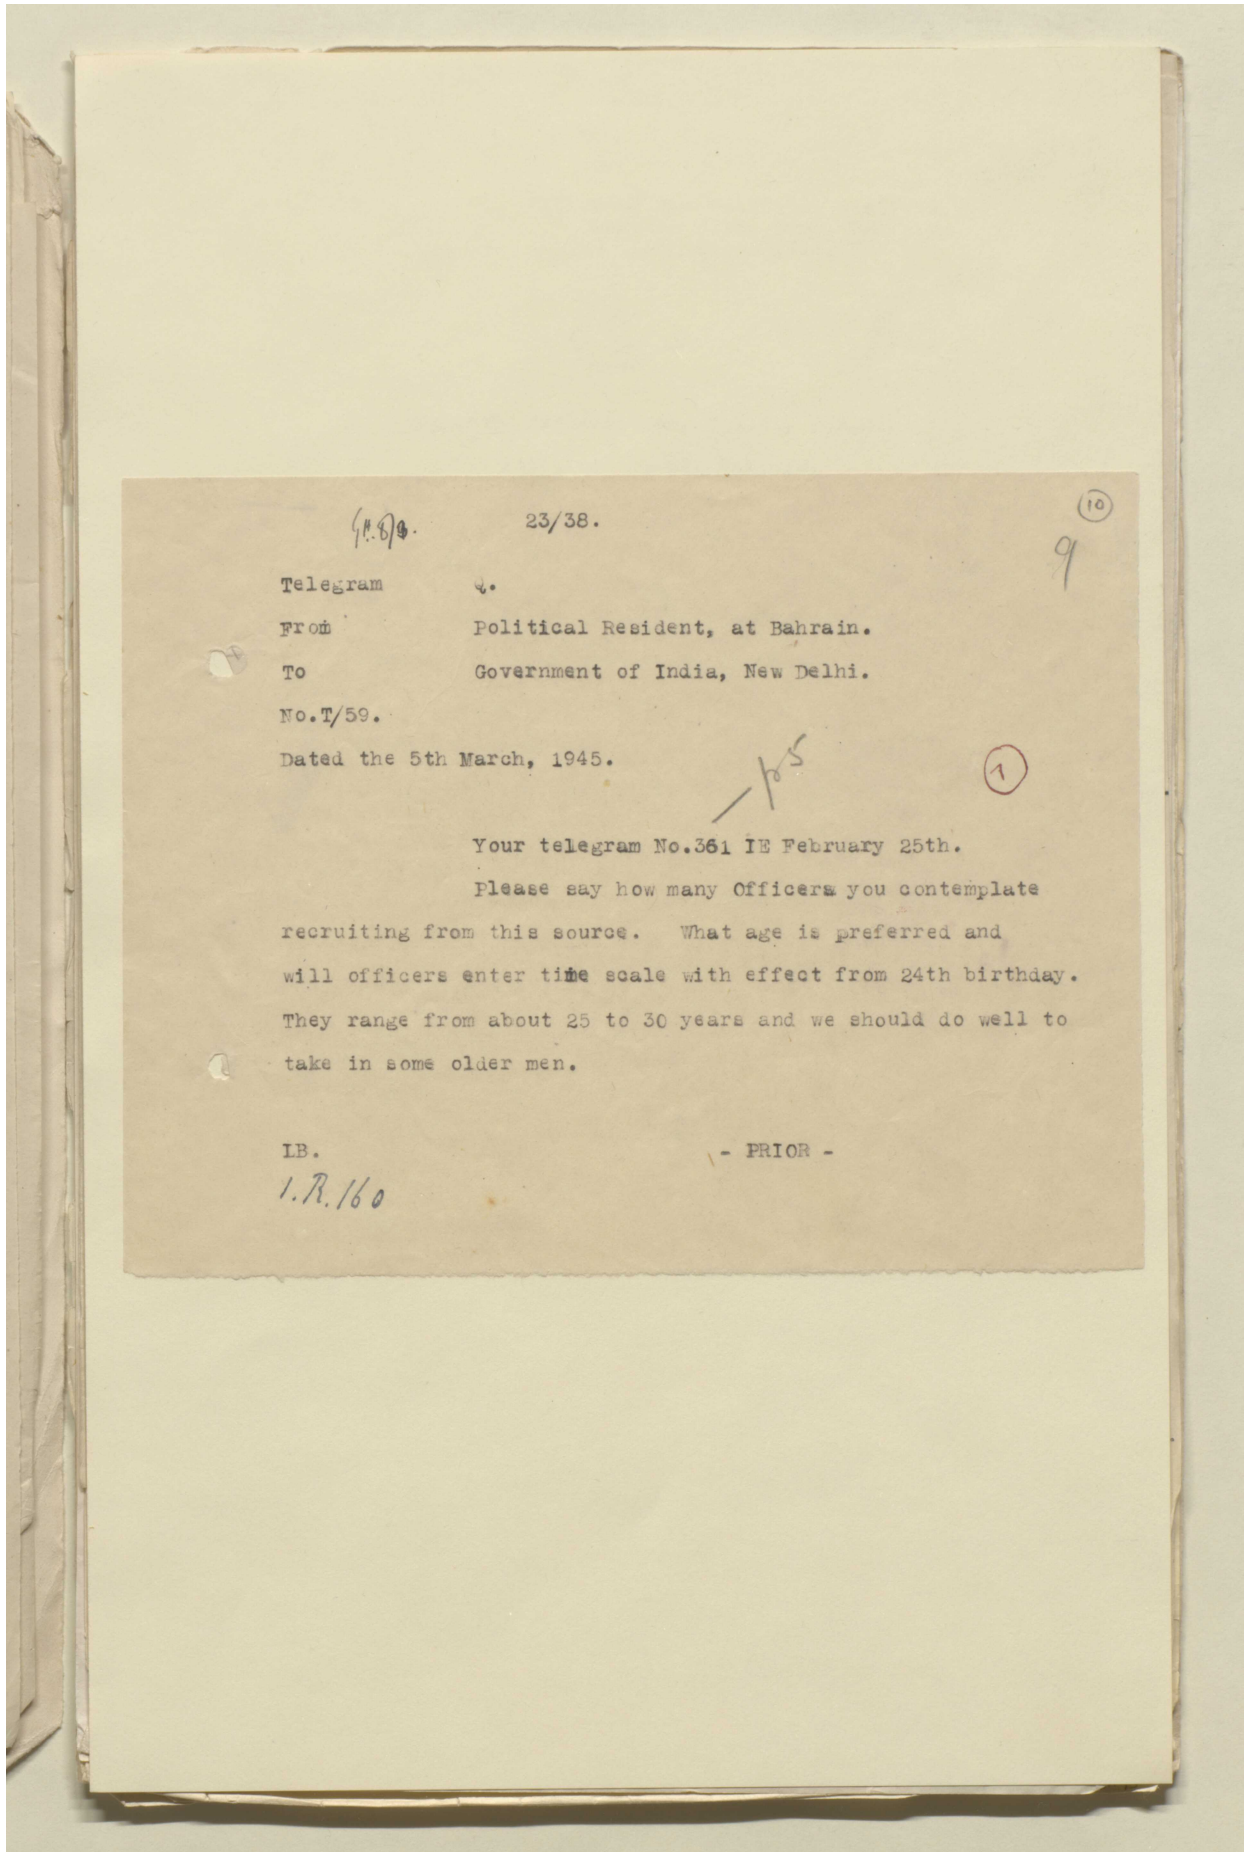 23/38.
10
9
Telegram Q.
From Political Resident, at Bahrain.
To Government of India, New Delhi.
No.T/59.
Dated the 5th March, 1945.
p5
1
Your telegram No.361 IE February 25th.
Please say how many Officers you contemplate
recruiting from this source. What age is preferred and
will officers enter time scale with effect from 24th birthday.
They range from about 25 to 30 years and we should do well to
take in some older men.
LB. - PRIOR -
I.R.160